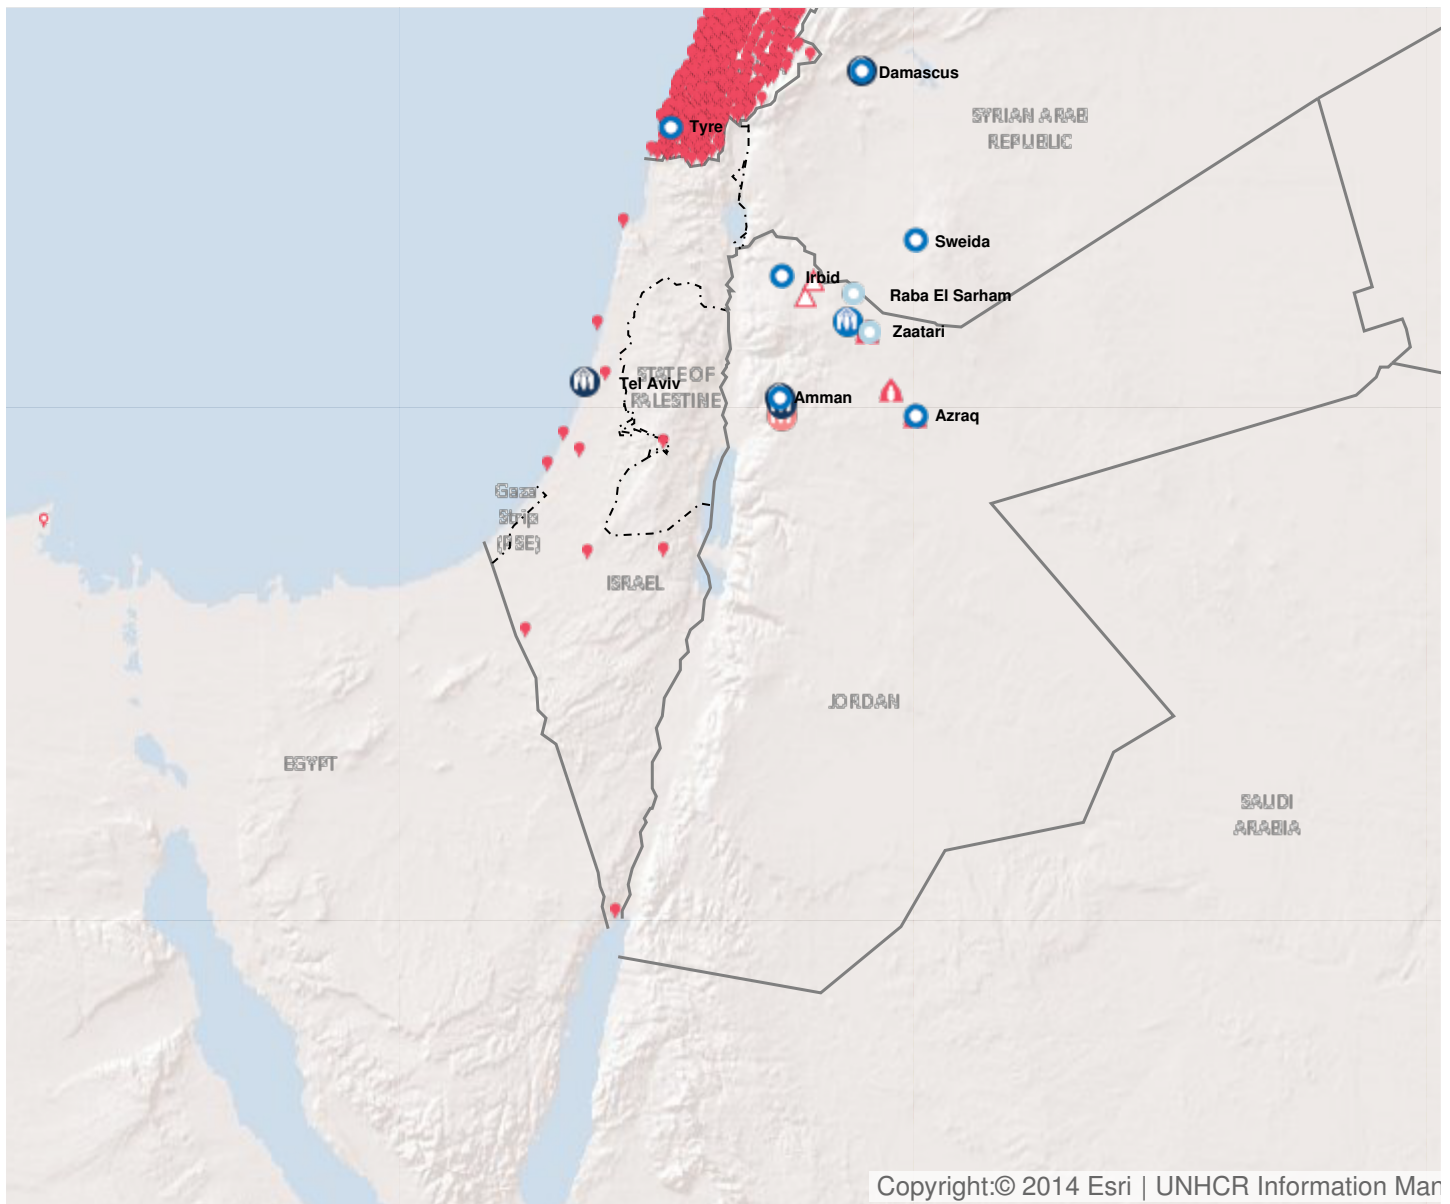 Damascus
SYRIAN ARAB
REPUBLIC
Tyre
Sweida
Irbid
Raba El Sarham
Zaatari
STATE OF
PALESTINE
Tel Aviv
Amman
Azraq
Gaza
Strip
(PSE)
ISRAEL
JORDAN
EGYPT
SAUDI
ARABIA
Copyright:© 2014 Esri | UNHCR Information Man